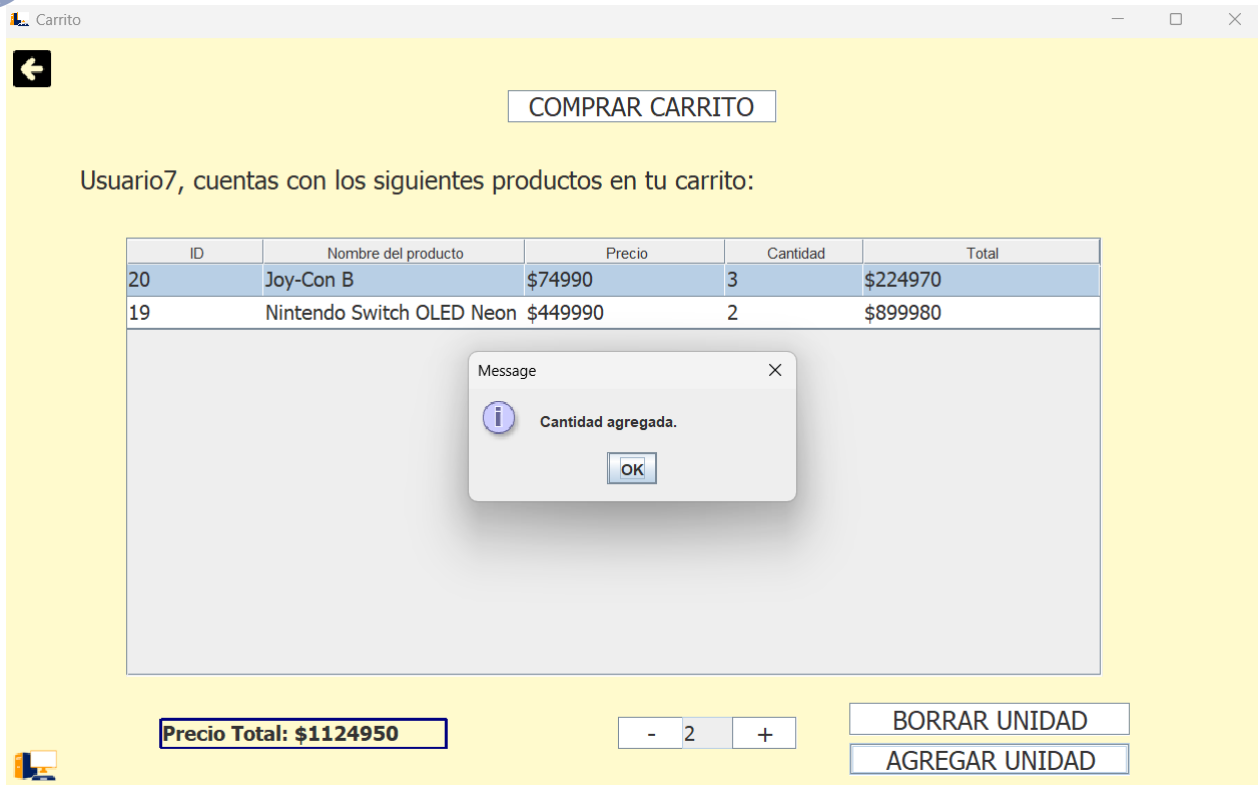 Carrito
COMPRAR CARRITO
Usuario7, cuentas con los siguientes productos en tu carrito:
ID Nombre del producto Precio Cantidad Total
20 Joy-Con B $74990 3 $224970
19 Nintendo Switch OLED Neon $449990 2 $899980
Message
Cantidad agregada.
OK
Precio Total: $1124950
- 2 +
BORRAR UNIDAD
AGREGAR UNIDAD